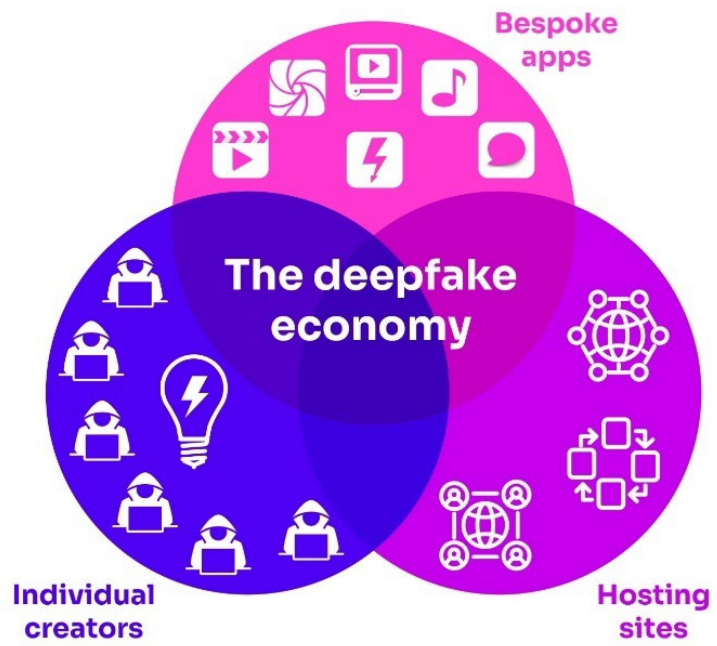 Bespoke
apps
The deepfake
economy
Individual
creators
Hosting
sites